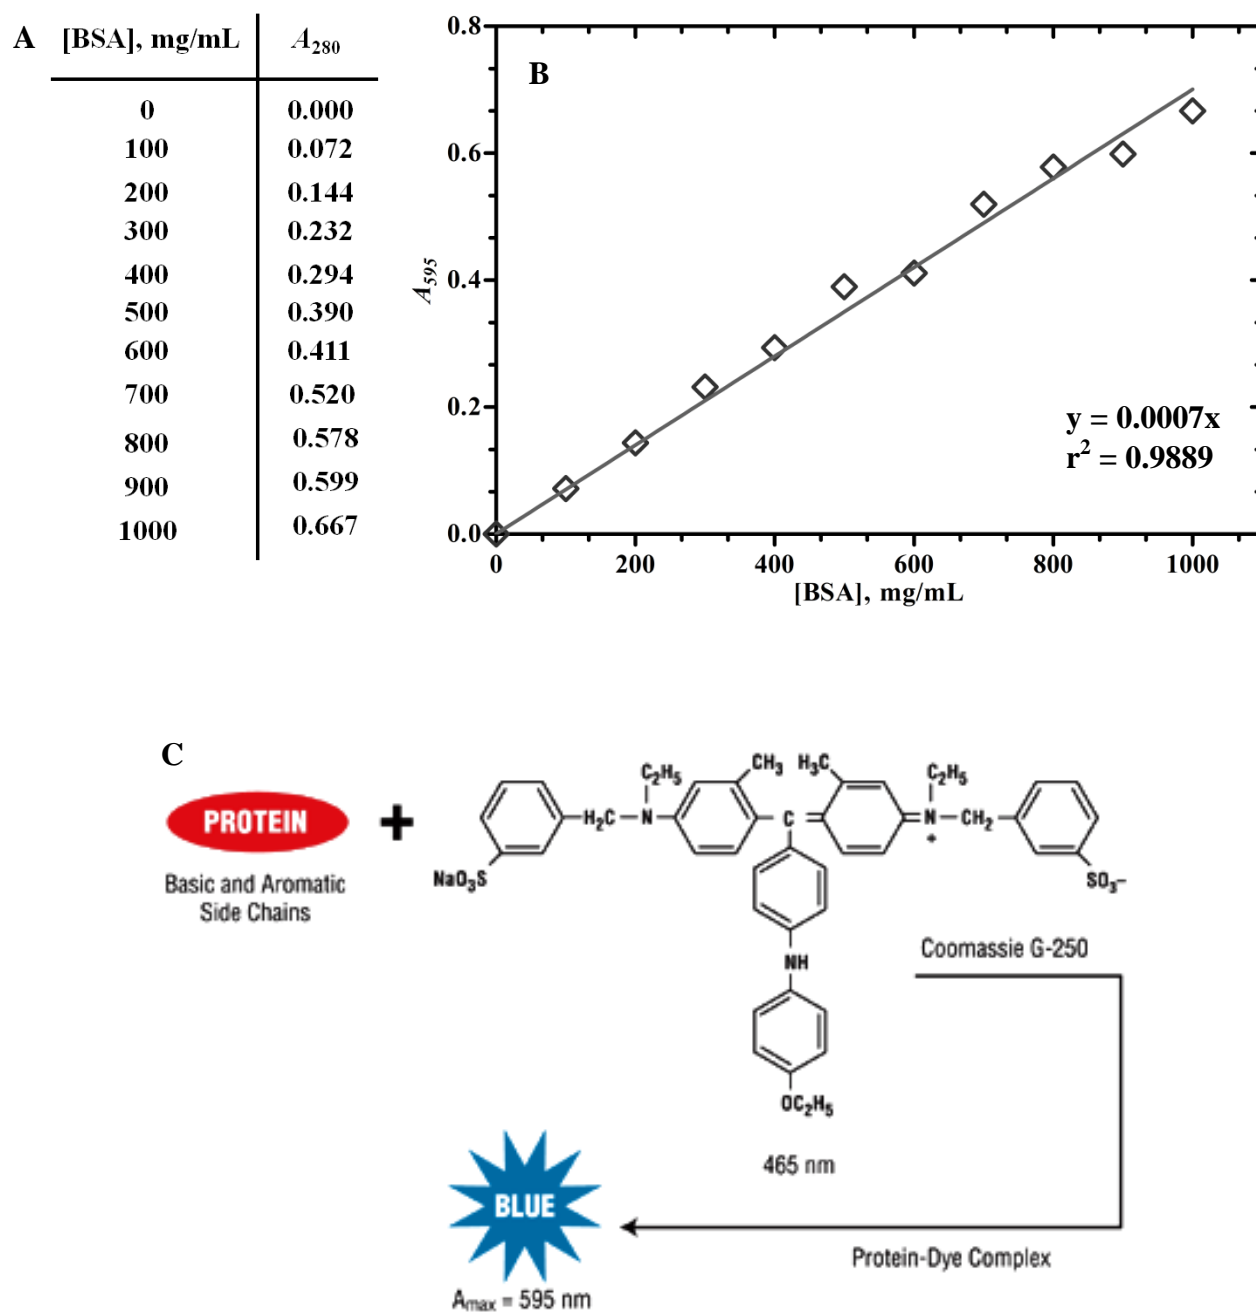 A
[BSA], mg/mL A280
0 0.000
100 0.072
200 0.144
300 0.232
400 0.294
500 0.390
600 0.411
700 0.520
800 0.578
900 0.599
1000 0.667
B
0.8
0.6
0.4
0.2
0.0
A595
y = 0.0007x
r2 = 0.9889
0 200 400 600 800 1000
[BSA], mg/mL
C
PROTEIN
Basic and Aromatic
Side Chains
+
C2H5 CH3 H3C C2H5
H2C N C N CH2
+
NaO3S SO3–
NH
OC2H5
Coomassie G-250
465 nm
BLUE
Amax = 595 nm
Protein-Dye Complex